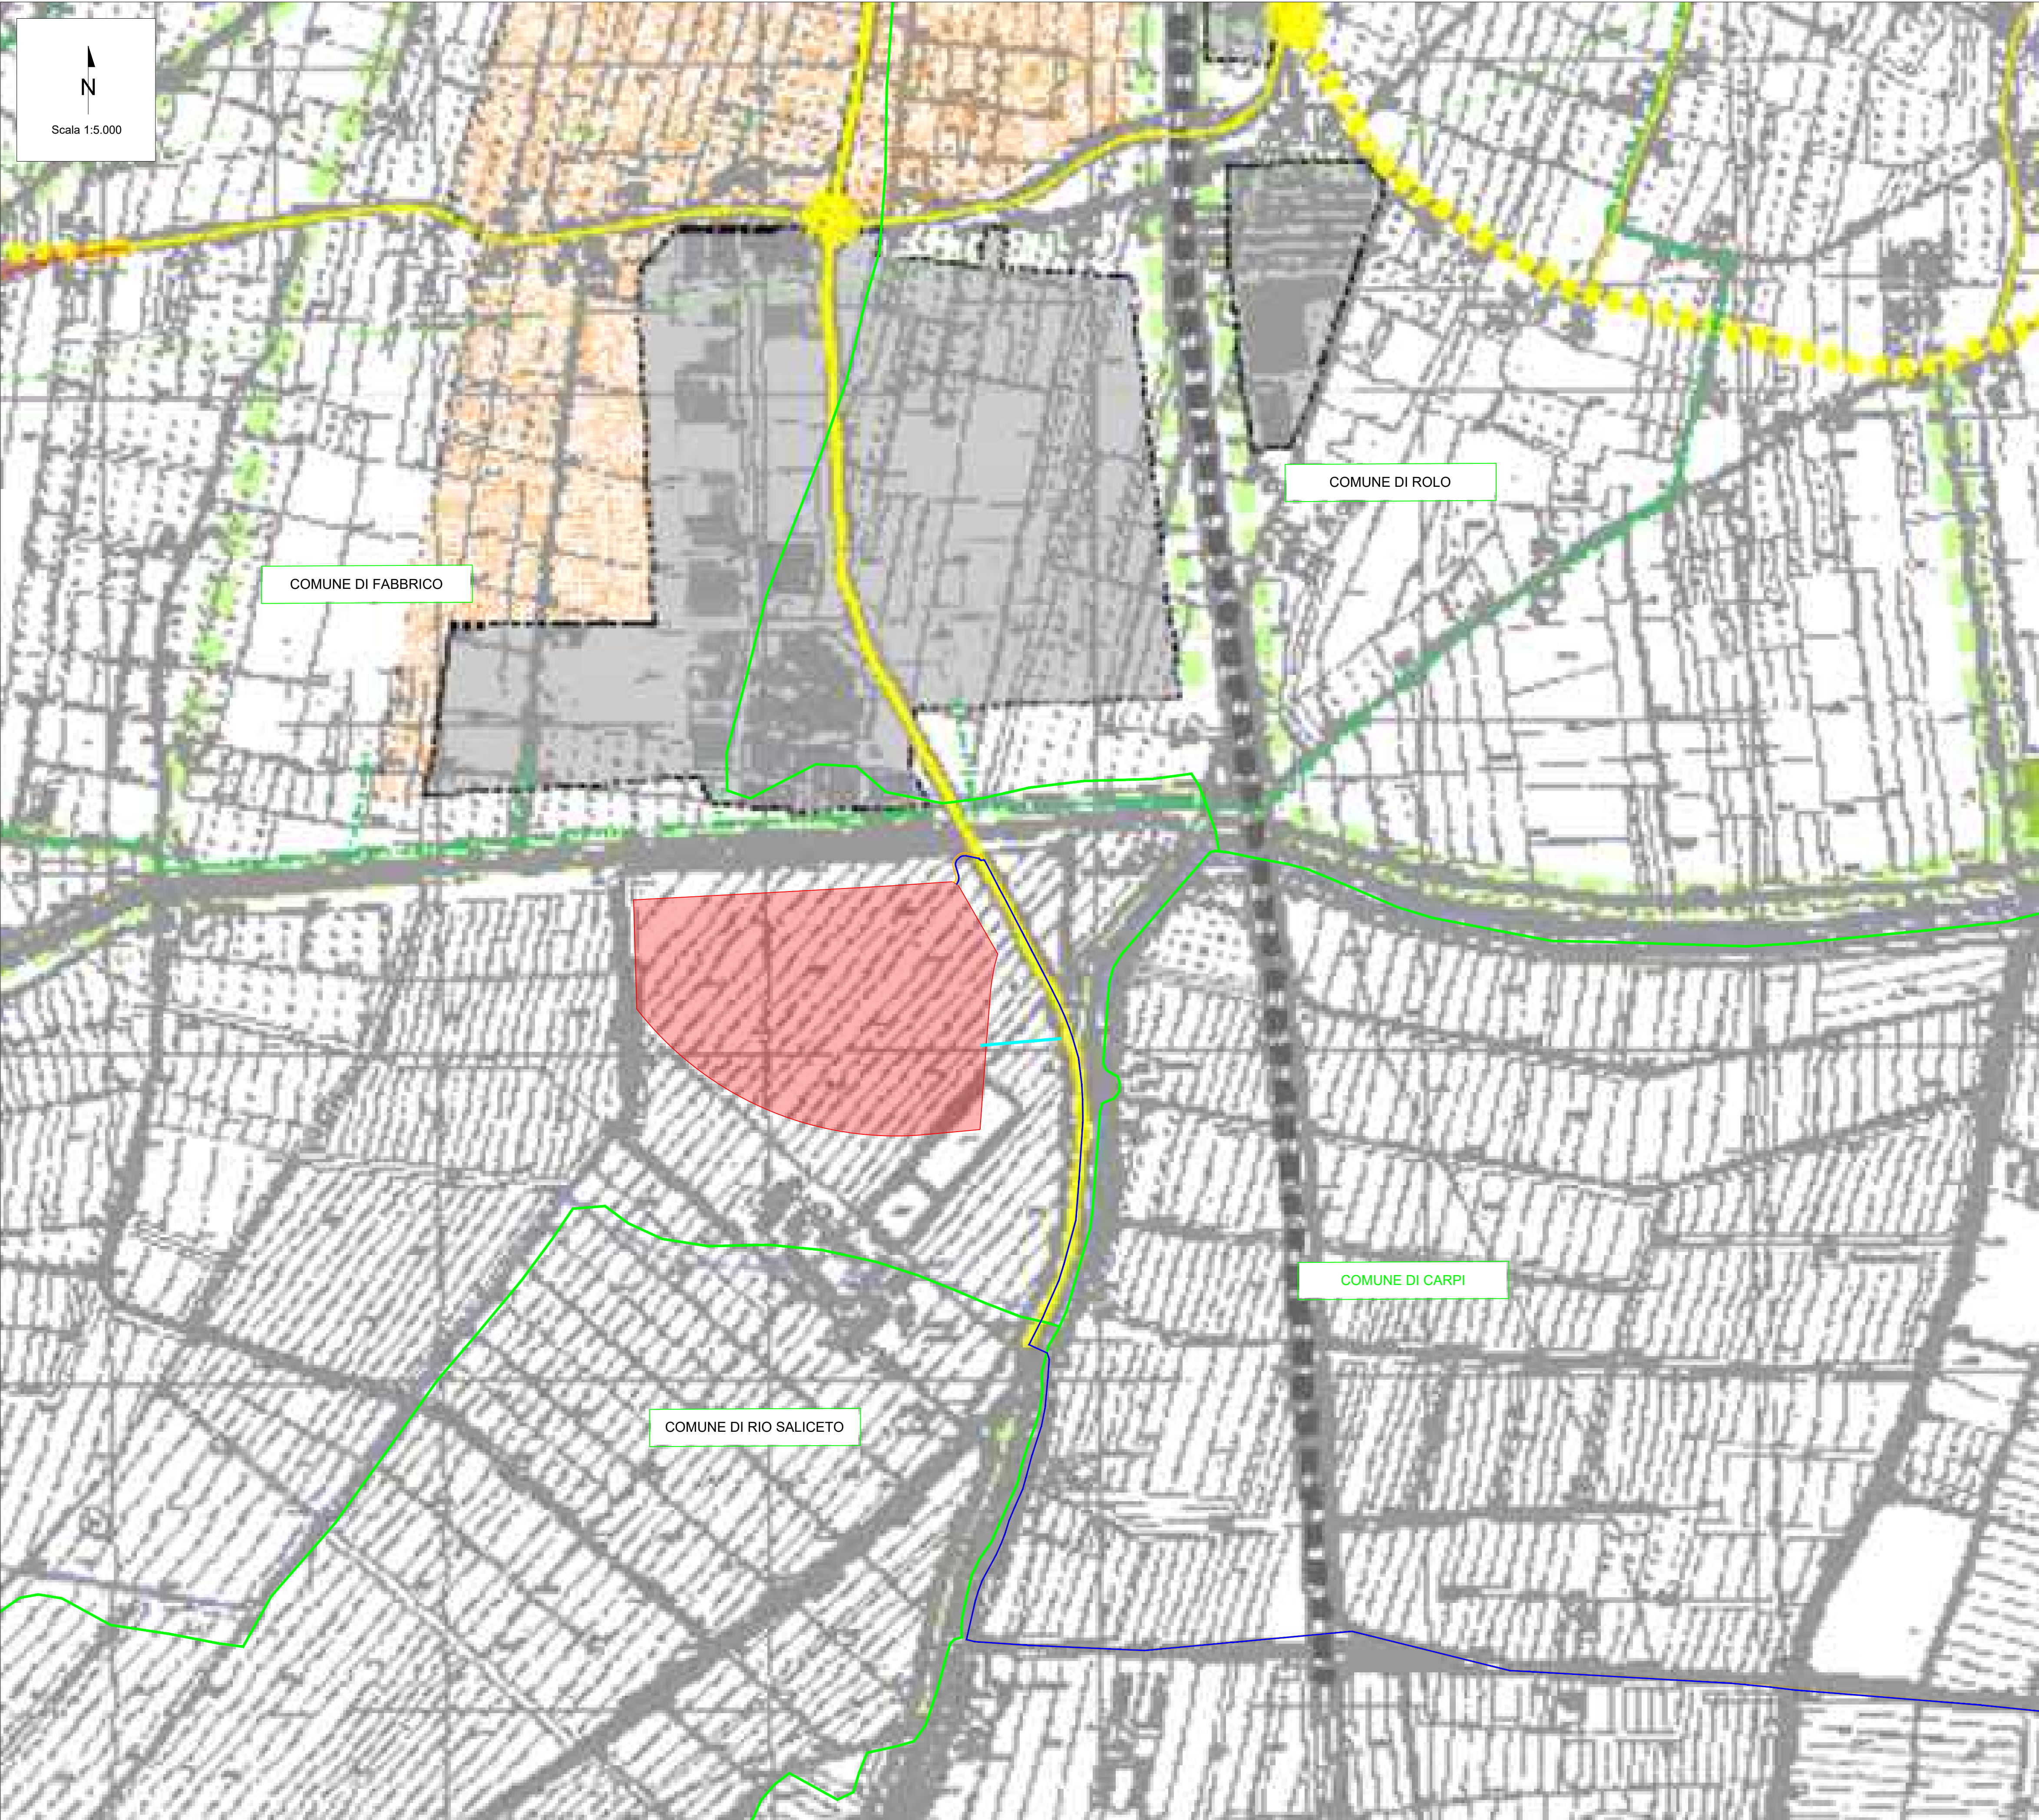 N
Scala 1:5.000
COMUNE DI ROLO
COMUNE DI FABBRICO
COMUNE DI CARPI
COMUNE DI RIO SALICETO